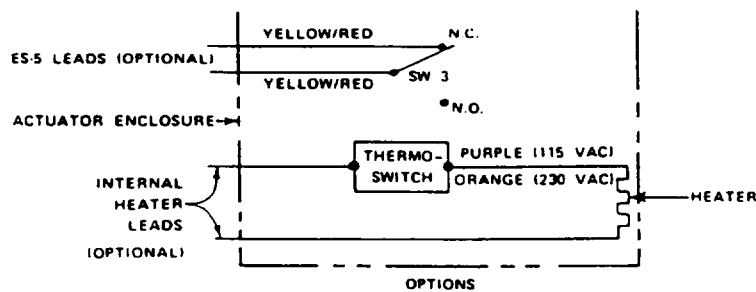 YELLOW/RED
N.C.
ES-5 LEADS (OPTIONAL)
YELLOW/RED
SW 3
N.O.
ACTUATOR ENCLOSURE
THERMO-
SWITCH
PURPLE (115 VAC)
ORANGE (230 VAC)
INTERNAL
HEATER
LEADS
(OPTIONAL)
HEATER
OPTIONS